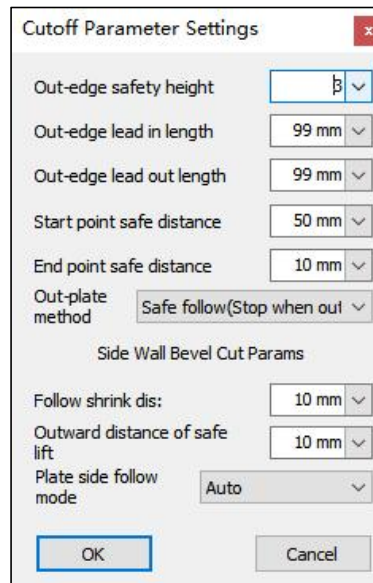 Cutoff Parameter Settings
x
Out-edge safety height 3
Out-edge lead in length 99 mm
Out-edge lead out length 99 mm
Start point safe distance 50 mm
End point safe distance 10 mm
Out-plate
method Safe follow(Stop when out
Side Wall Bevel Cut Params
Follow shrink dis: 10 mm
Outward distance of safe
lift 10 mm
Plate side follow
mode Auto
OK Cancel